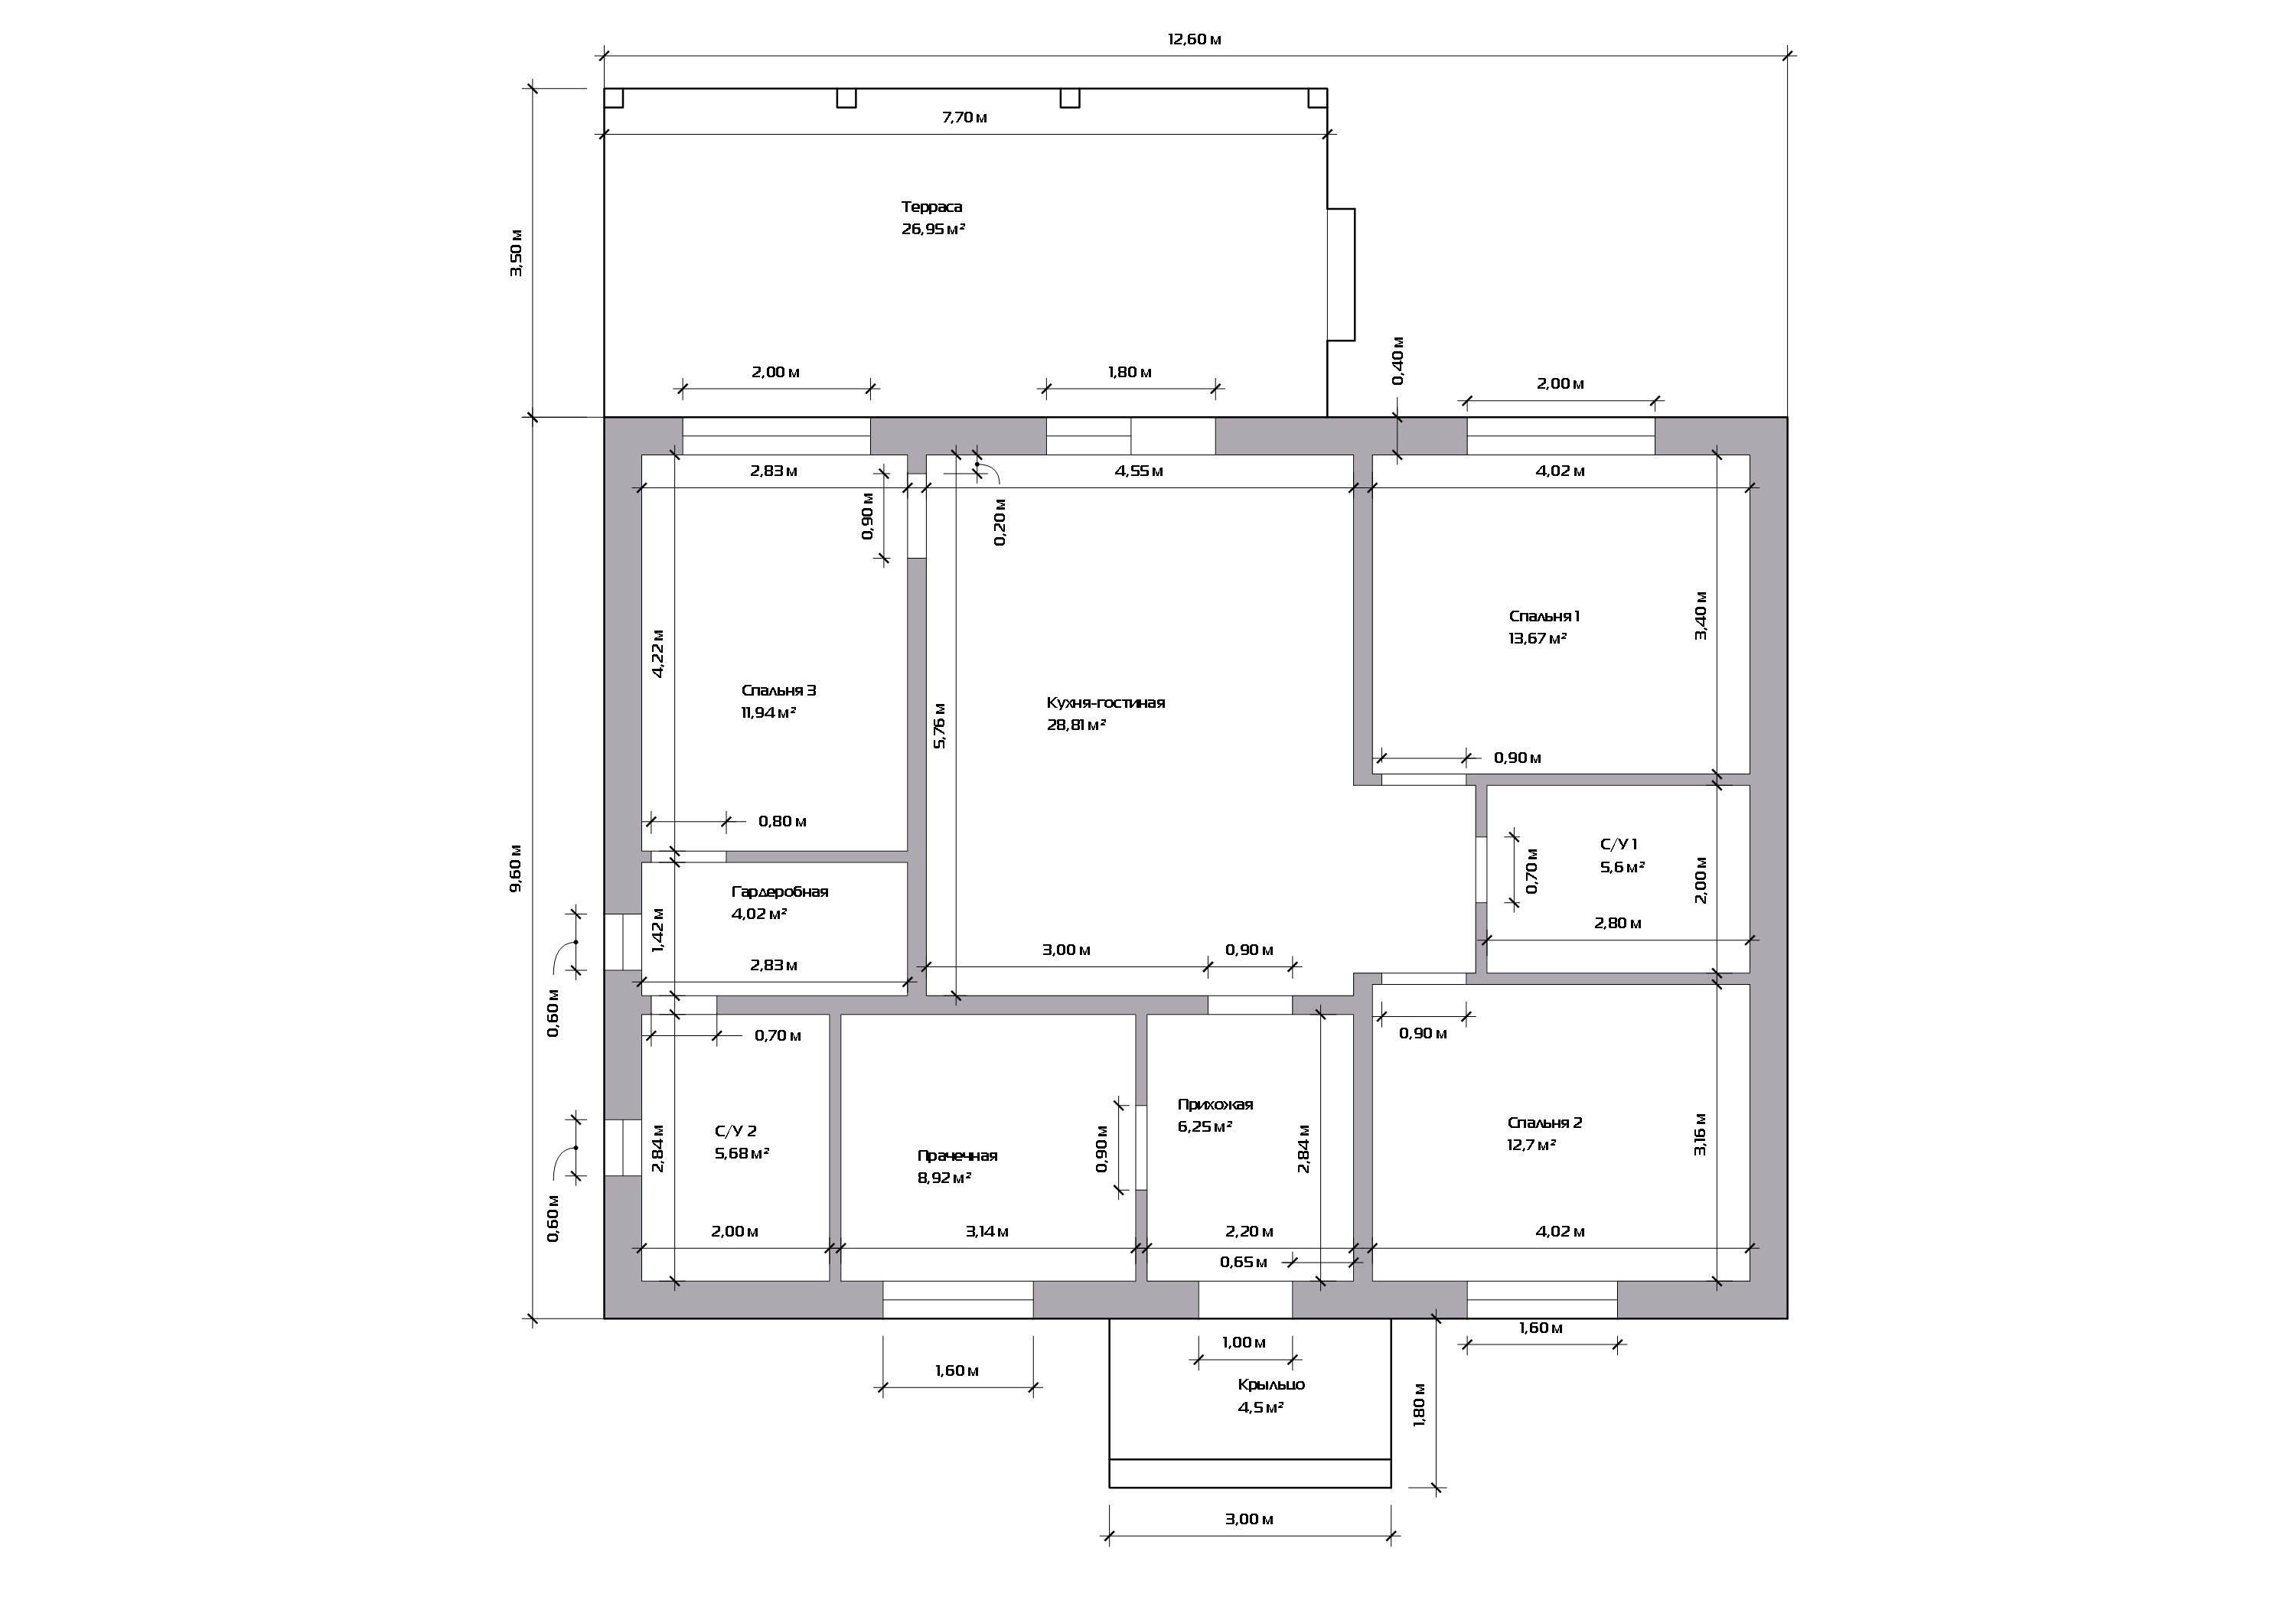 12,60 м
7,70 м
Терраса
26,95 м²
3,50 м
0,40 м
2,00 м
1,80 м
2,00 м
2,83 м
4,55 м
4,02 м
0,90 м
0,20 м
Спальня 1
13,67 м²
3,40 м
4,22 м
Спальня 3
11,94 м²
Кухня-гостиная
28,81 м²
5,76 м
0,90 м
0,80 м
С/У 1
5,6 м²
0,70 м
2,00 м
9,60 м
Гардеробная
4,02 м²
1,42 м
2,80 м
3,00 м
0,90 м
2,83 м
0,60 м
0,70 м
0,90 м
Прихожая
6,25 м²
Спальня 2
12,7 м²
3,16 м
С/У 2
5,68 м²
2,84 м
Прачечная
8,92 м²
0,90 м
2,84 м
0,60 м
2,00 м
3,14 м
2,20 м
4,02 м
0,65 м
1,60 м
1,00 м
1,60 м
Крыльцо
4,5 м²
1,80 м
3,00 м